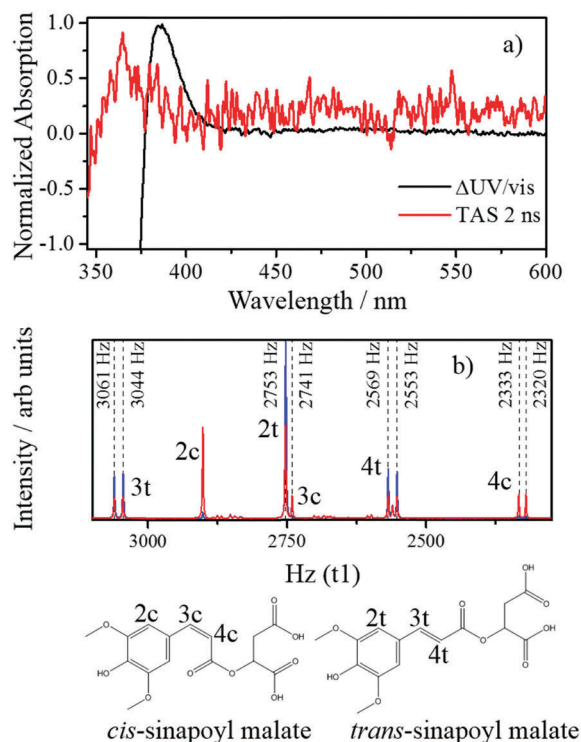 a)
Normalized Absorption
1.0
0.5
0.0
-0.5
-1.0
ΔUV/vis
TAS 2 ns
350 400 450 500 550 600
Wavelength / nm
b)
Intensity / arb units
3061 Hz
3044 Hz
2753 Hz
2741 Hz
2569 Hz
2553 Hz
2333 Hz
2320 Hz
3t
2c
2t
3c
4t
4c
3000 2750 2500
Hz (t1)
2c 3c
4c
O
O
OH
O
O
O
HO
OH
O
cis-sinapoyl malate
2t 3t
4t
OH
O
O
O
O
O
OH
HO
O
trans-sinapoyl malate